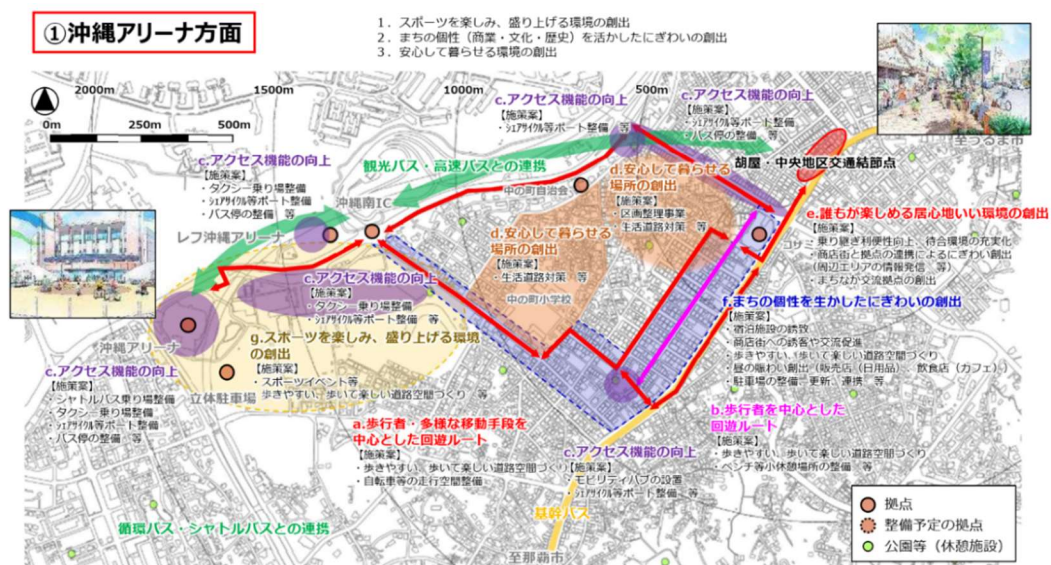 ①沖縄アリーナ方面
1. スポーツを楽しみ、盛り上げる環境の創出
2. まちの個性(商業・文化・歴史)を活かしたにぎわいの創出
3. 安心して暮らせる環境の創出
2000m
1500m
1000m
500m
0m
250m
500m
c.アクセス機能の向上
【施策案】
・シェアサイクル等ポート整備 等
c.アクセス機能の向上
【施策案】
・シェアサイクル等ポート整備
・バス停の整備 等
至うるま市
胡屋・中央地区交通結節点
c.アクセス機能の向上
【施策案】
・タクシー乗り場整備
・シェアサイクル等ポート整備
・バス停の整備 等
観光バス・高速バスとの連携
沖縄南IC
中の町自治会
d.安心して暮らせる
場所の創出
【施策案】
・区画整理事業
・生活道路対策 等
レフ沖縄アリーナ
d.安心して暮らせる
場所の創出
【施策案】
・生活道路対策 等
中の町小学校
コザ
e.誰もが楽しめる居心地いい環境の創出
【施策案】
・乗り継ぎ利便性向上、待合環境の充実化
・商店街と拠点の連携によるにぎわい創出
(周辺エリアの情報発信 等)
・まちなか交流拠点の創出
c.アクセス機能の向上
【施策案】
・タクシー乗り場整備
・シェアサイクル等ポート整備 等
f.まちの個性を生かしたにぎわいの創出
【施策案】
・宿泊施設の誘致
・商店街への誘客や交流促進
・歩きやすい、歩いて楽しい道路空間づくり
・昼の賑わい創出(販売店(日用品)、飲食店(カフェ))
・駐車場の整備、更新、連携 等
沖縄アリーナ
g.スポーツを楽しみ、盛り上げる環境
の創出
【施策案】
・スポーツイベント等
・歩きやすい、歩いて楽しい道路空間づくり 等
立体駐車場
c.アクセス機能の向上
【施策案】
・シャトルバス乗り場整備
・タクシー乗り場整備
・シェアサイクル等ポート整備
・バス停の整備 等
a.歩行者・多様な移動手段を
中心とした回遊ルート
【施策案】
・歩きやすい、歩いて楽しい道路空間づくり
・自転車等の走行空間整備 等
b.歩行者を中心とした
回遊ルート
【施策案】
・歩きやすい、歩いて楽しい道路空間づくり
・ベンチ等小休憩場所の整備 等
c.アクセス機能の向上
【施策案】
・モビリティハブの設置
・シェアサイクル等ポート整備 等
基幹バス
循環バス・シャトルバスとの連携
至那覇市
拠点
整備予定の拠点
公園等(休憩施設)